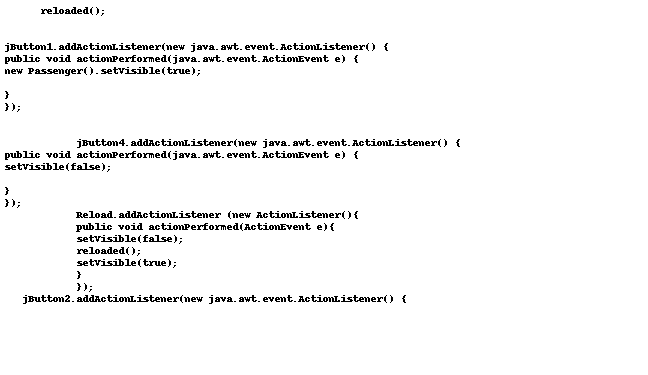 reloaded();
jButton1.addActionListener(new java.awt.event.ActionListener() {
public void actionPerformed(java.awt.event.ActionEvent e) {
new Passenger().setVisible(true);
}
});
jButton4.addActionListener(new java.awt.event.ActionListener() {
public void actionPerformed(java.awt.event.ActionEvent e) {
setVisible(false);
}
});
Reload.addActionListener (new ActionListener(){
public void actionPerformed(ActionEvent e){
setVisible(false);
reloaded();
setVisible(true);
}
});
jButton2.addActionListener(new java.awt.event.ActionListener() {